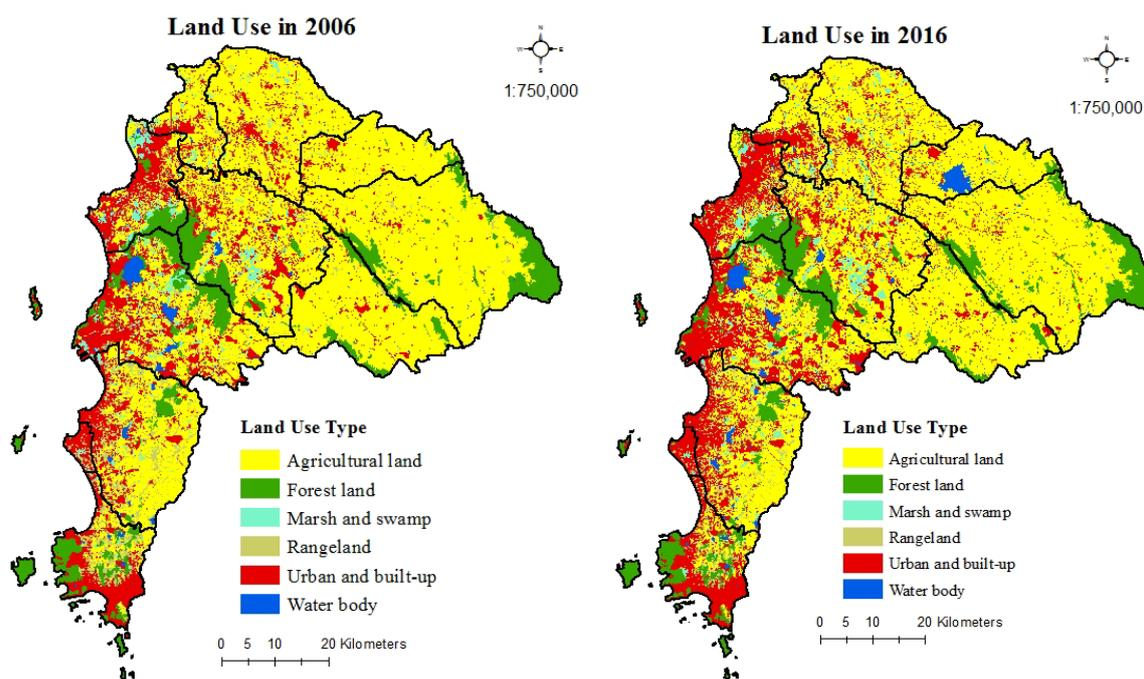 Land Use in 2006
N
W E
S
1:750,000
Land Use Type
Agricultural land
Forest land
Marsh and swamp
Rangeland
Urban and built-up
Water body
0 5 10 20 Kilometers
Land Use in 2016
N
W E
S
1:750,000
Land Use Type
Agricultural land
Forest land
Marsh and swamp
Rangeland
Urban and built-up
Water body
0 5 10 20 Kilometers